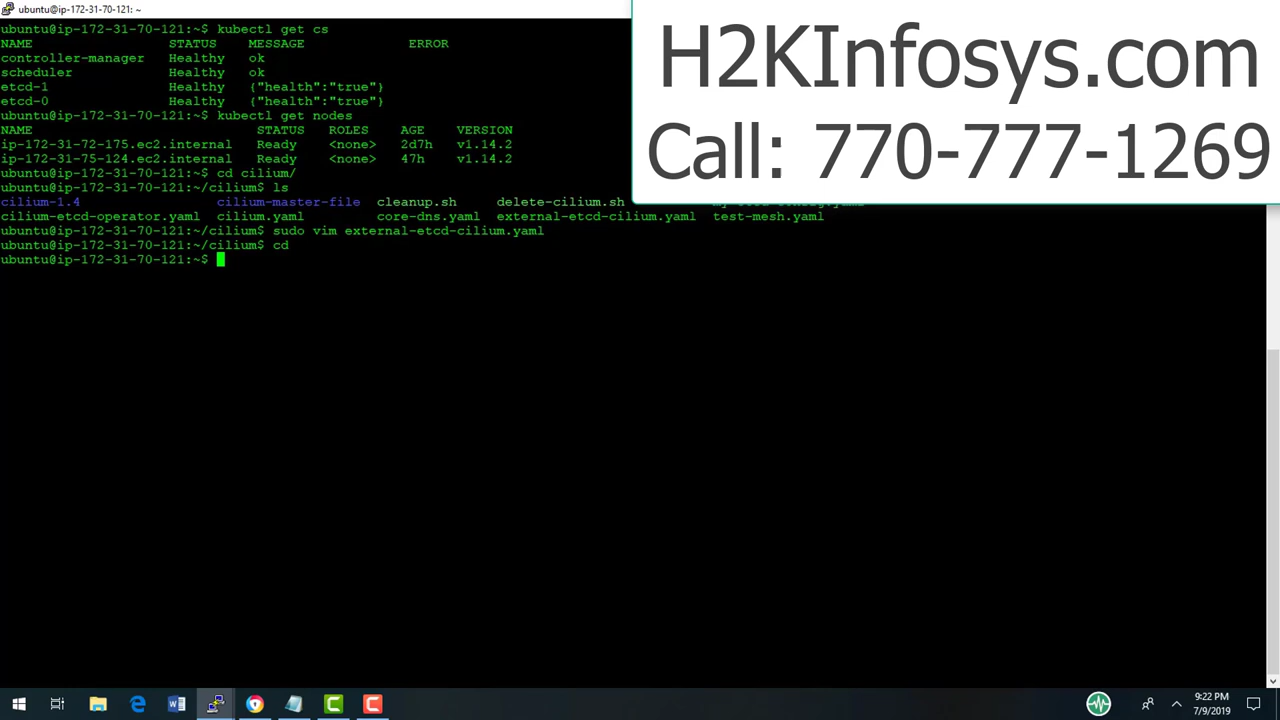 ubuntu@ip-172-31-70-121: ~
ubuntu@ip-172-31-70-121:~$ kubectl get cs
NAME STATUS MESSAGE ERROR
controller-manager Healthy ok
scheduler Healthy ok
etcd-1 Healthy {"health":"true"}
etcd-0 Healthy {"health":"true"}
ubuntu@ip-172-31-70-121:~$ kubectl get nodes
NAME STATUS ROLES AGE VERSION
ip-172-31-72-175.ec2.internal Ready <none> 2d7h v1.14.2
ip-172-31-75-124.ec2.internal Ready <none> 47h v1.14.2
ubuntu@ip-172-31-70-121:~$ cd cilium/
ubuntu@ip-172-31-70-121:~/cilium$ ls
cilium-1.4 cilium-master-file cleanup.sh delete-cilium.sh
cilium-etcd-operator.yaml cilium.yaml core-dns.yaml external-etcd-cilium.yaml test-mesh.yaml
ubuntu@ip-172-31-70-121:~/cilium$ sudo vim external-etcd-cilium.yaml
ubuntu@ip-172-31-70-121:~/cilium$ cd
ubuntu@ip-172-31-70-121:~$
H2KInfosys.com
Call: 770-777-1269
9:22 PM
7/9/2019